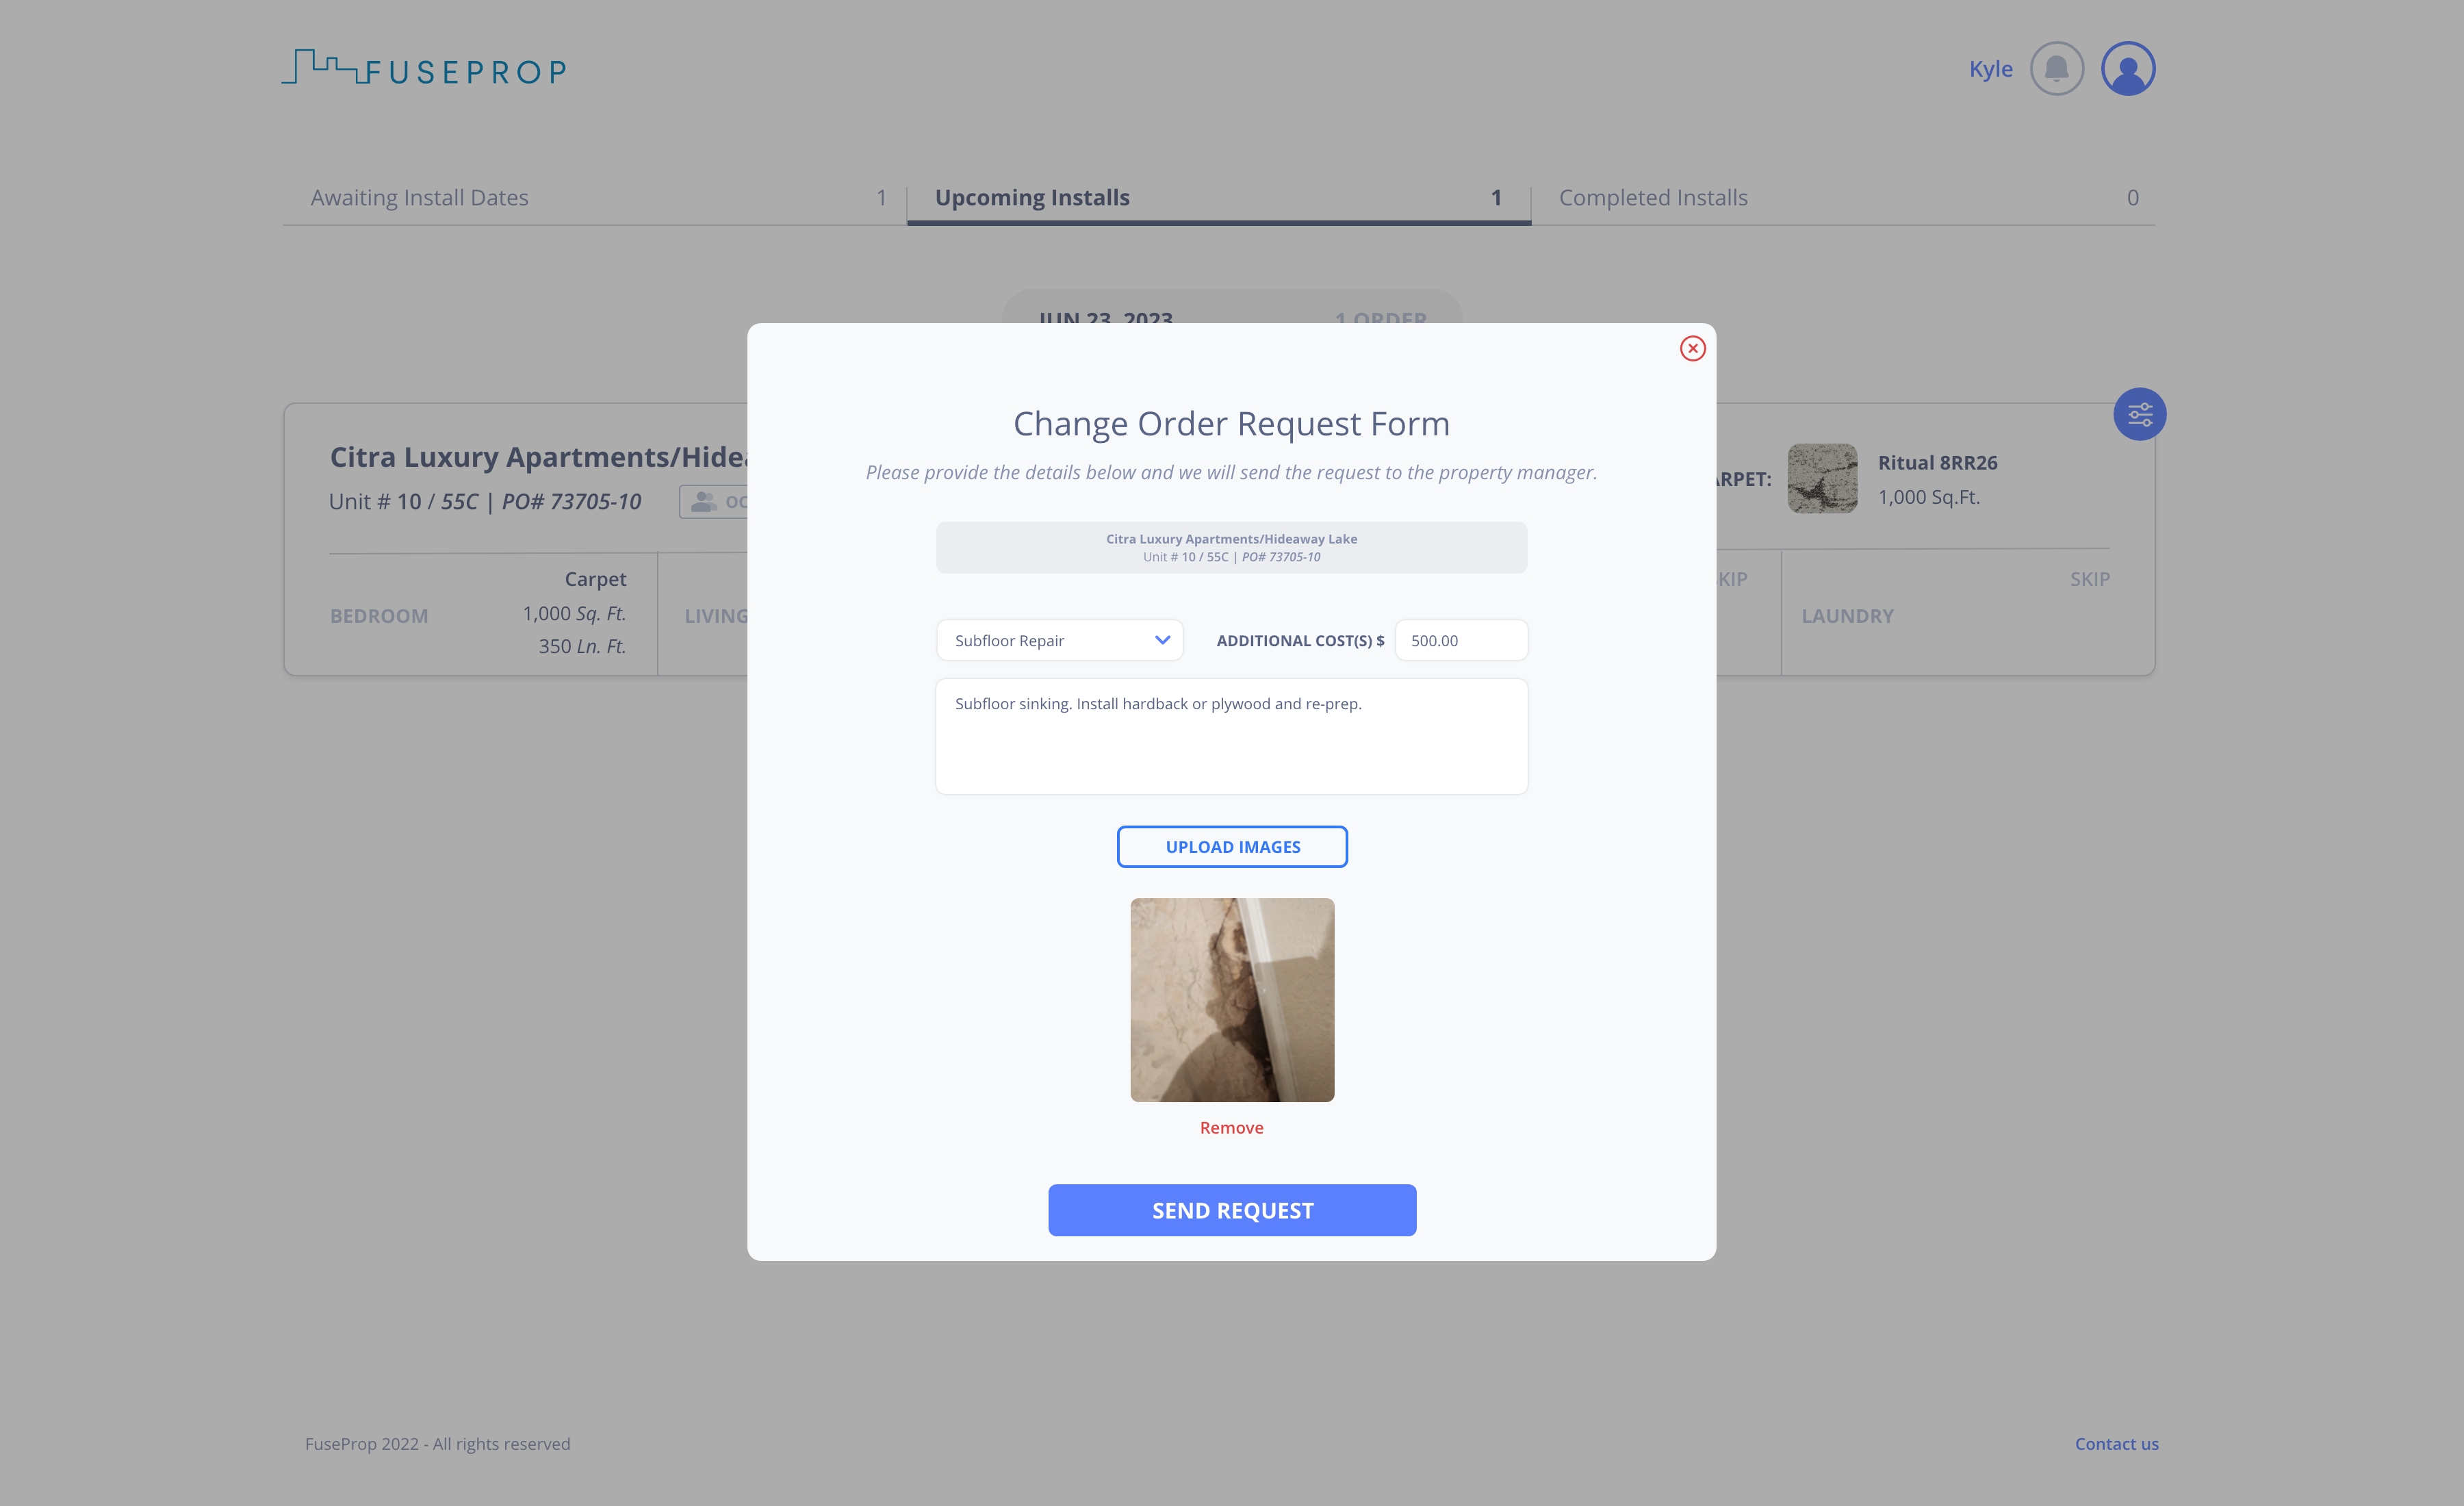 FUSEPROP
Kyle
Awaiting Install Dates 1
Upcoming Installs 1
Completed Installs 0
JUN 23, 2023 1 ORDER
Change Order Request Form
Please provide the details below and we will send the request to the property manager.
Citra Luxury Apartments/Hideaway Lake
Unit # 10 / 55C | PO# 73705-10
Subfloor Repair
ADDITIONAL COST(S) $ 500.00
Subfloor sinking. Install hardback or plywood and re-prep.
UPLOAD IMAGES
Remove
SEND REQUEST
Citra Luxury Apartments/Hidea
Unit # 10 / 55C | PO# 73705-10
OC
ARPET:
Ritual 8RR26
1,000 Sq.Ft.
BEDROOM
Carpet
1,000 Sq. Ft.
350 Ln. Ft.
LIVING
KIP
LAUNDRY
SKIP
FuseProp 2022 - All rights reserved
Contact us